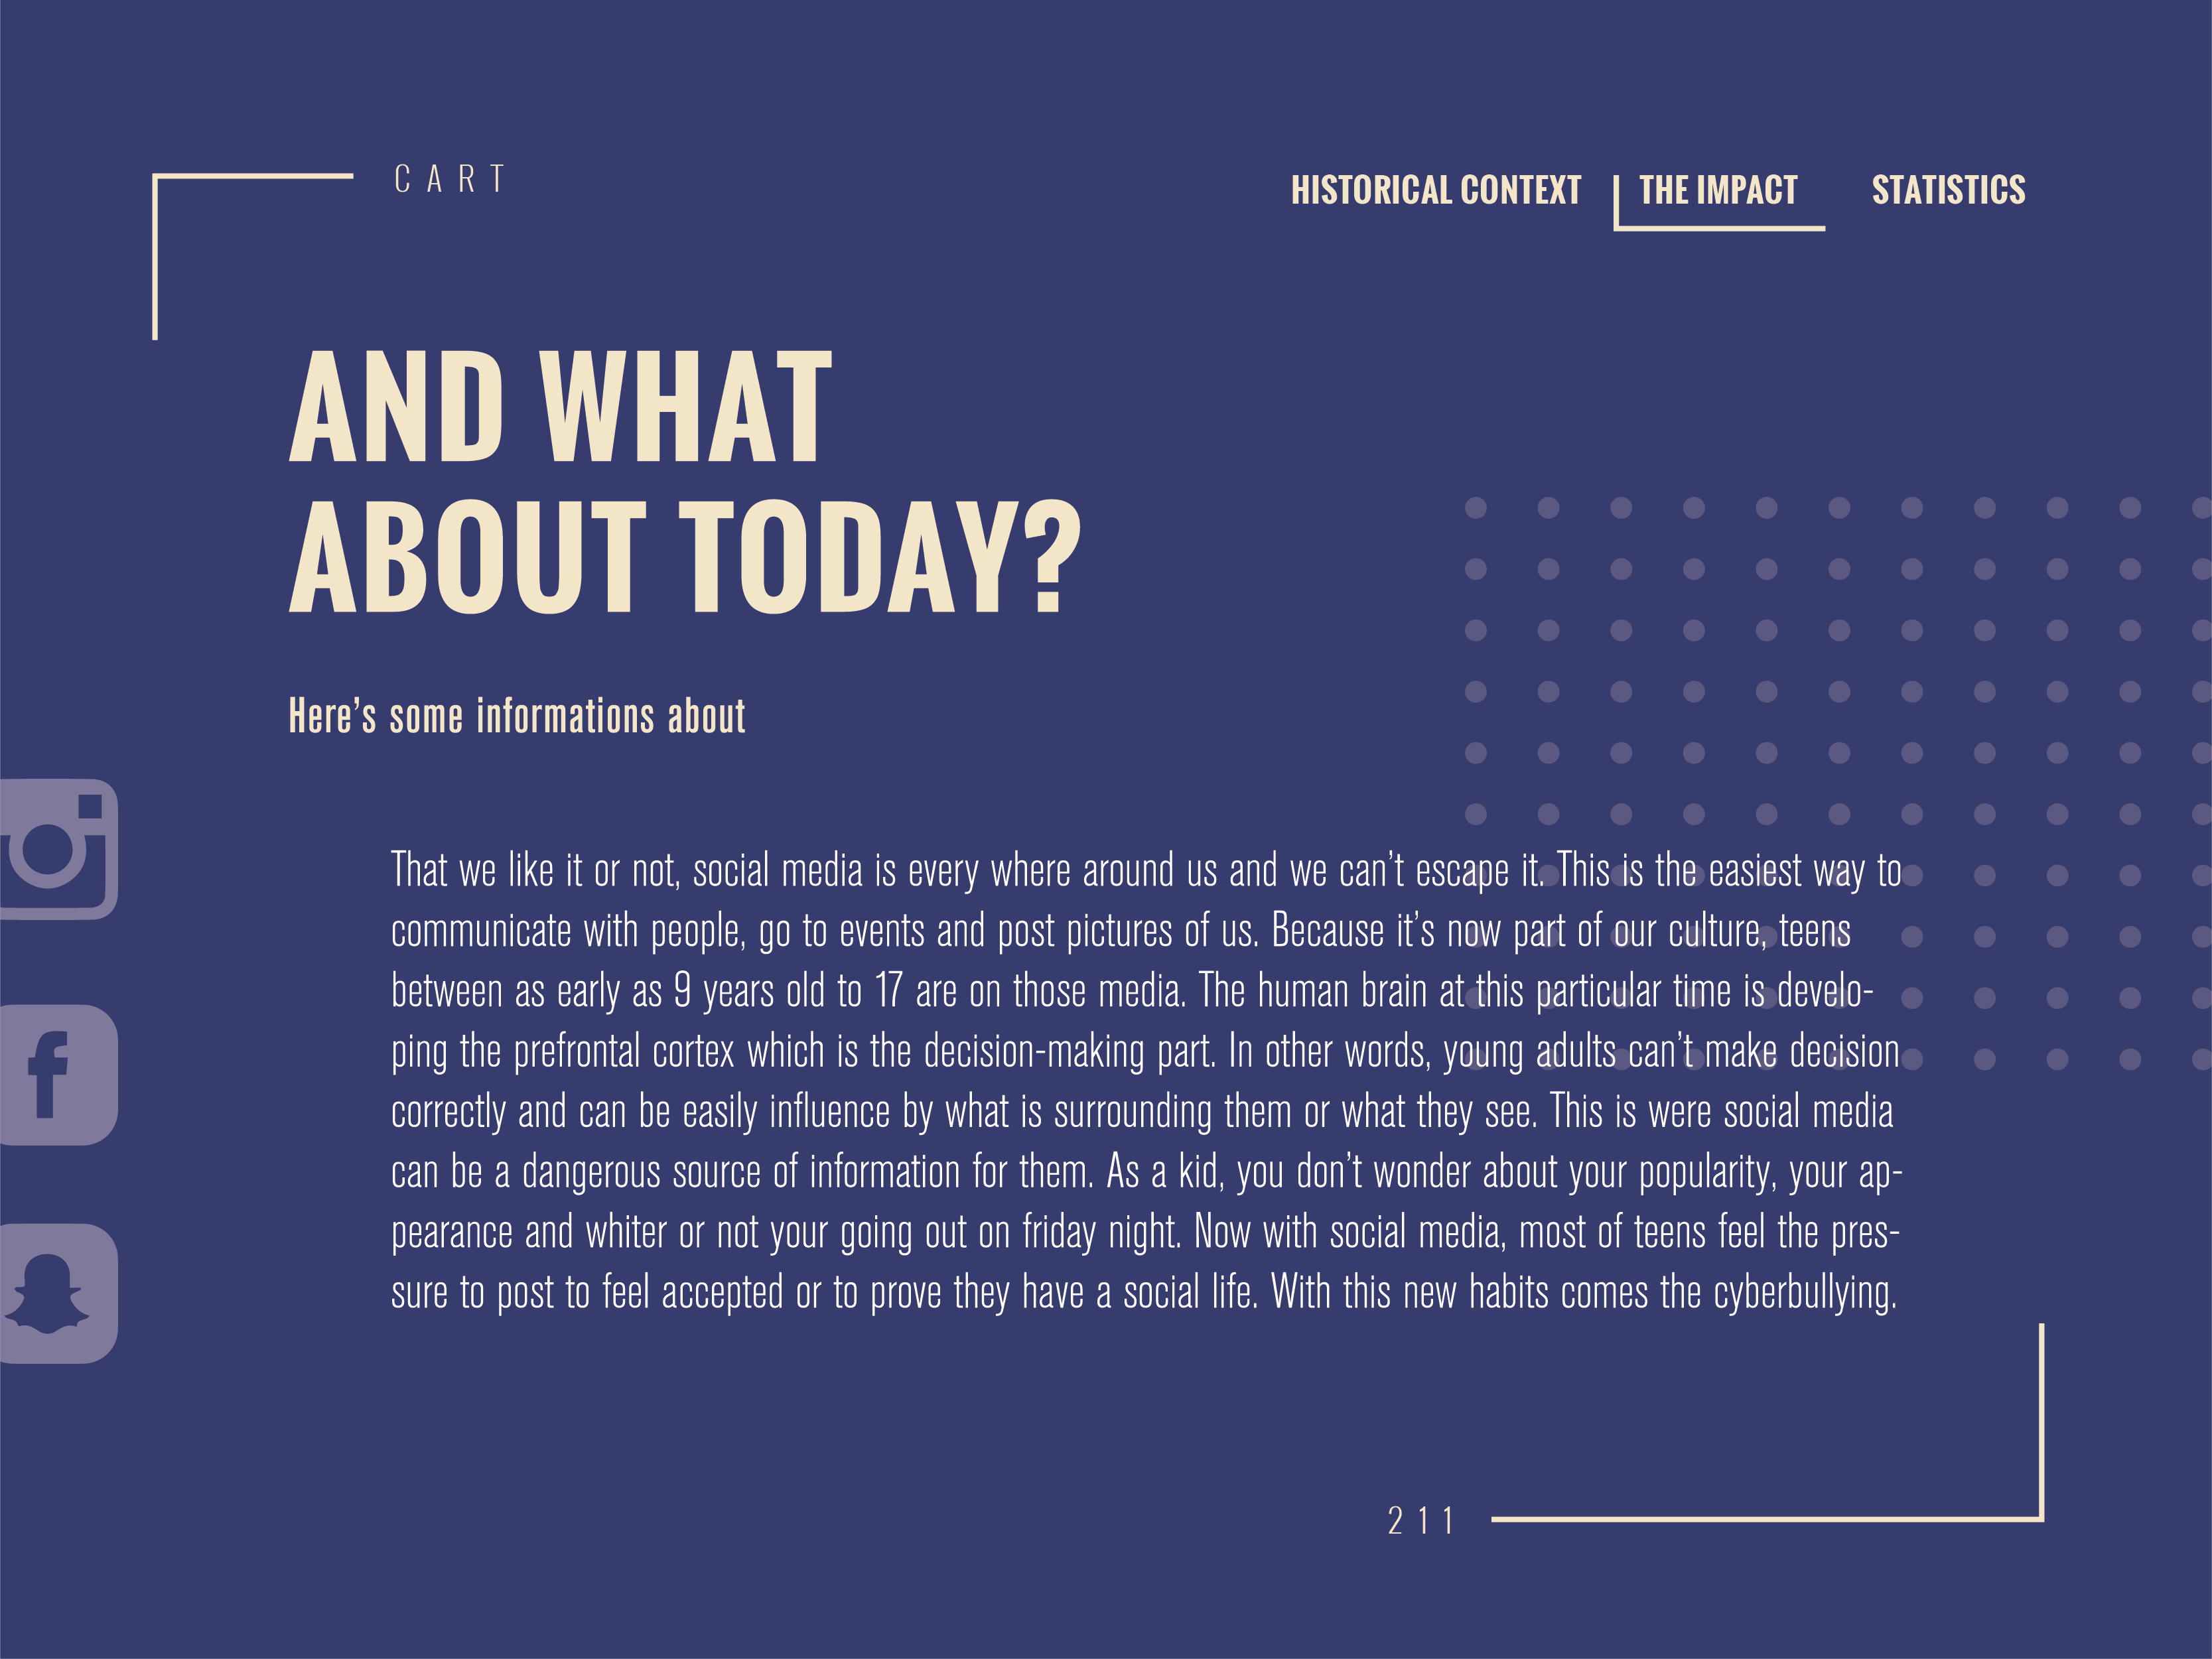 CART
HISTORICAL CONTEXT THE IMPACT STATISTICS
AND WHAT
ABOUT TODAY?
Here's some informations about
That we like it or not, social media is every where around us and we can't escape it. This is the easiest way to
communicate with people, go to events and post pictures of us. Because it's now part of our culture, teens
between as early as 9 years old to 17 are on those media. The human brain at this particular time is develo-
ping the prefrontal cortex which is the decision-making part. In other words, young adults can't make decision
correctly and can be easily influence by what is surrounding them or what they see. This is were social media
can be a dangerous source of information for them. As a kid, you don't wonder about your popularity, your ap-
pearance and whiter or not your going out on friday night. Now with social media, most of teens feel the pres-
sure to post to feel accepted or to prove they have a social life. With this new habits comes the cyberbullying.
211